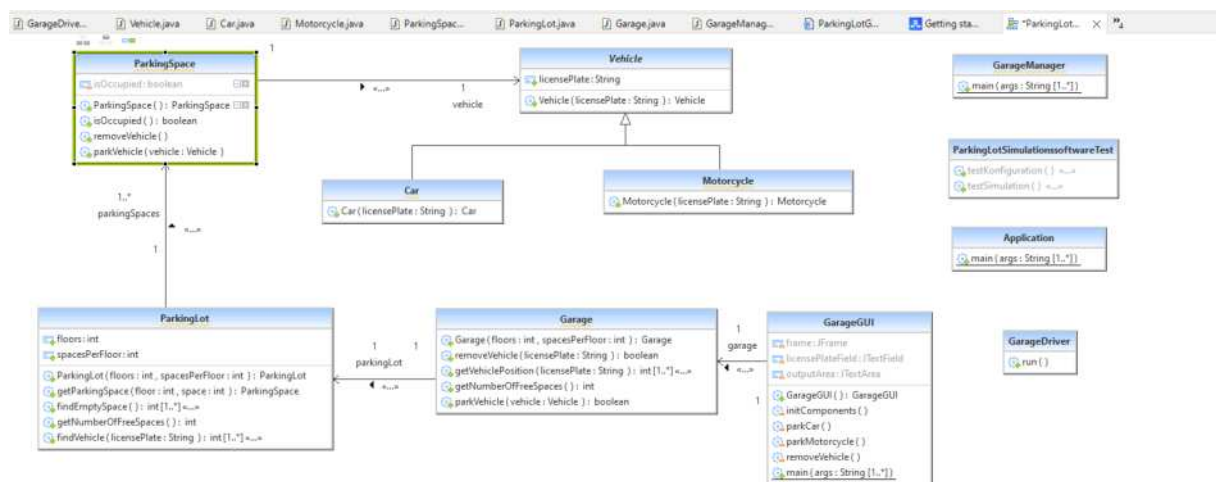 GarageDrive...
Vehicle.java
Car.java
Motorcycle.java
ParkingSpac...
ParkingLot.java
Garage.java
GarageManag...
ParkingLotG...
Getting sta...
*ParkingLot...
ParkingSpace
isOccupied : boolean
ParkingSpace ( ) : ParkingSpace
isOccupied ( ) : boolean
removeVehicle ( )
parkVehicle ( vehicle : Vehicle )
1
«...»
1
vehicle
Vehicle
licensePlate : String
Vehicle ( licensePlate : String ) : Vehicle
GarageManager
main ( args : String [1..*] )
ParkingLotSimulationssoftwareTest
testKonfiguration ( ) «...»
testSimulation ( ) «...»
Car
Car ( licensePlate : String ) : Car
Motorcycle
Motorcycle ( licensePlate : String ) : Motorcycle
1..*
parkingSpaces
«...»
1
Application
main ( args : String [1..*] )
ParkingLot
floors : int
spacesPerFloor : int
ParkingLot ( floors : int , spacesPerFloor : int ) : ParkingLot
getParkingSpace ( floor : int , space : int ) : ParkingSpace
findEmptySpace ( ) : int [1..*] «...»
getNumberOfFreeSpaces ( ) : int
findVehicle ( licensePlate : String ) : int [1..*] «...»
1 1
parkingLot
«...»
Garage
Garage ( floors : int , spacesPerFloor : int ) : Garage
removeVehicle ( licensePlate : String ) : boolean
getVehiclePosition ( licensePlate : String ) : int [1..*] «...»
getNumberOfFreeSpaces ( ) : int
parkVehicle ( vehicle : Vehicle ) : boolean
1
garage
«...»
1
GarageGUI
frame : JFrame
licensePlateField : JTextField
outputArea : JTextArea
GarageGUI ( ) : GarageGUI
initComponents ( )
parkCar ( )
parkMotorcycle ( )
removeVehicle ( )
main ( args : String [1..*] )
GarageDriver
run ( )